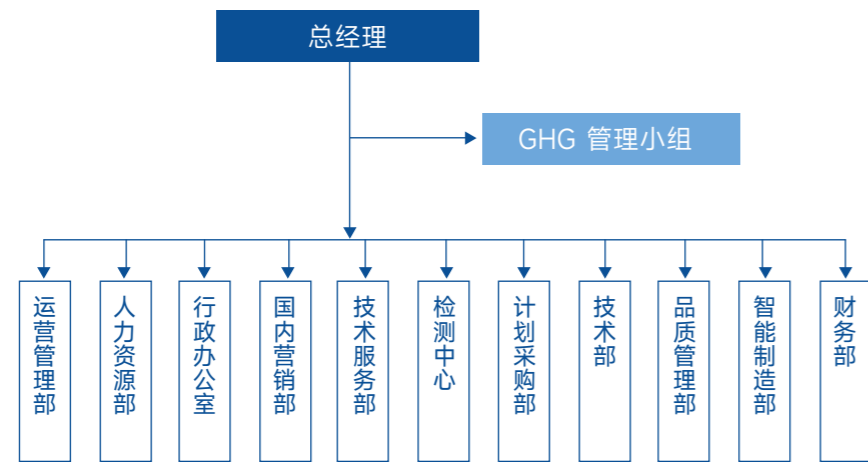 总经理
GHG 管理小组
运营管理部
人力资源部
行政办公室
国内营销部
技术服务部
检测中心
计划采购部
技术部
品质管理部
智能制造部
财务部